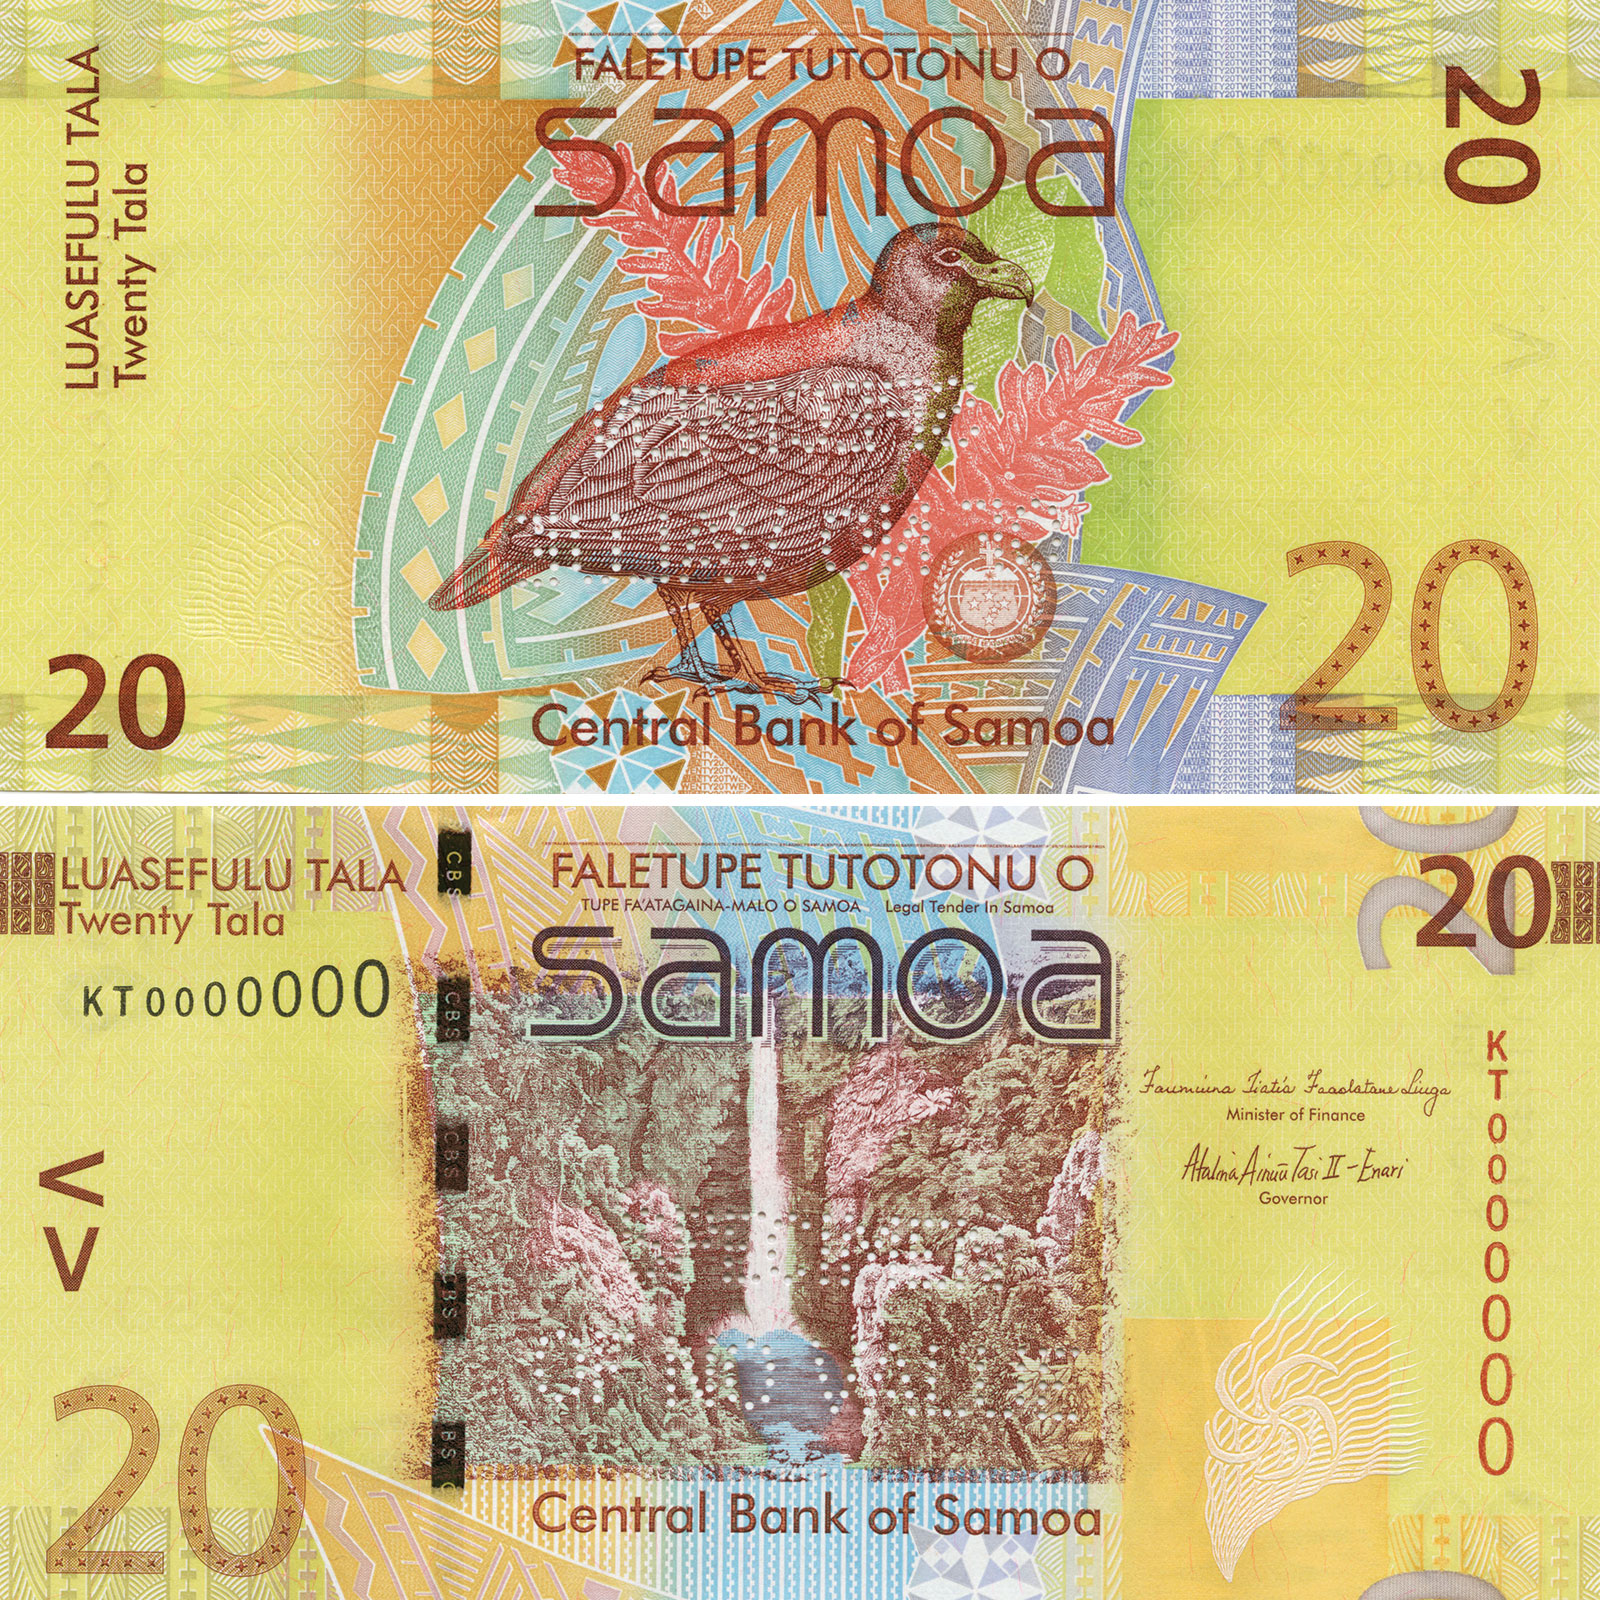 FALETUPE TUTOTONU O
samoa
LUASEFULU TALA
Twenty Tala
20
20
20
Central Bank of Samoa
LUASEFULU TALA
Twenty Tala
KT0000000
CBS
CBS
CBS
CBS
BS
FALETUPE TUTOTONU O
TUPE FA'ATAGAINA-MALO O SAMOA Legal Tender In Samoa
samoa
20
20
KT0000000
Faumuina Tiatia Faaolatane Liuga
Minister of Finance
Atalina Ainuu Tasi II - Enari
Governor
20
Central Bank of Samoa